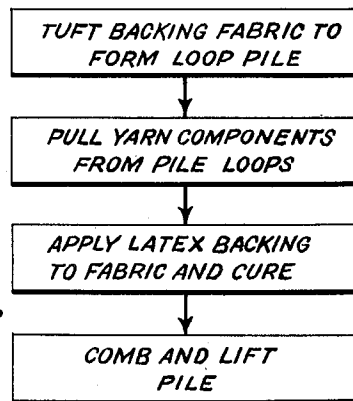 TUFT BACKING FABRIC TO
FORM LOOP PILE
PULL YARN COMPONENTS
FROM PILE LOOPS
APPLY LATEX BACKING
TO FABRIC AND CURE
COMB AND LIFT
PILE